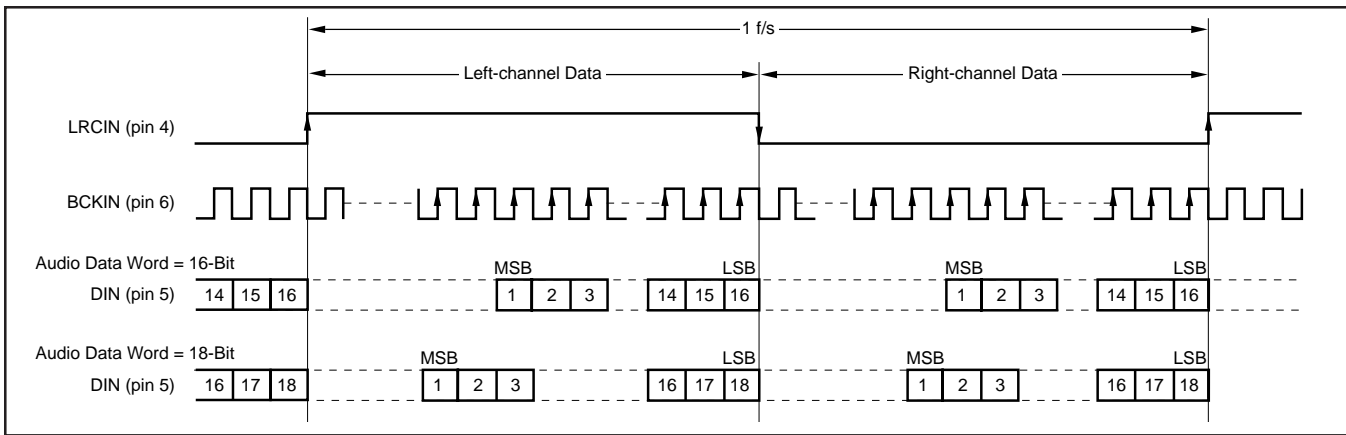 1 f/s
Left-channel Data Right-channel Data
LRCIN (pin 4)
BCKIN (pin 6)
Audio Data Word = 16-Bit MSB LSB MSB LSB
DIN (pin 5) 14 15 16 1 2 3 14 15 16 1 2 3 14 15 16
Audio Data Word = 18-Bit MSB LSB MSB LSB
DIN (pin 5) 16 17 18 1 2 3 16 17 18 1 2 3 16 17 18